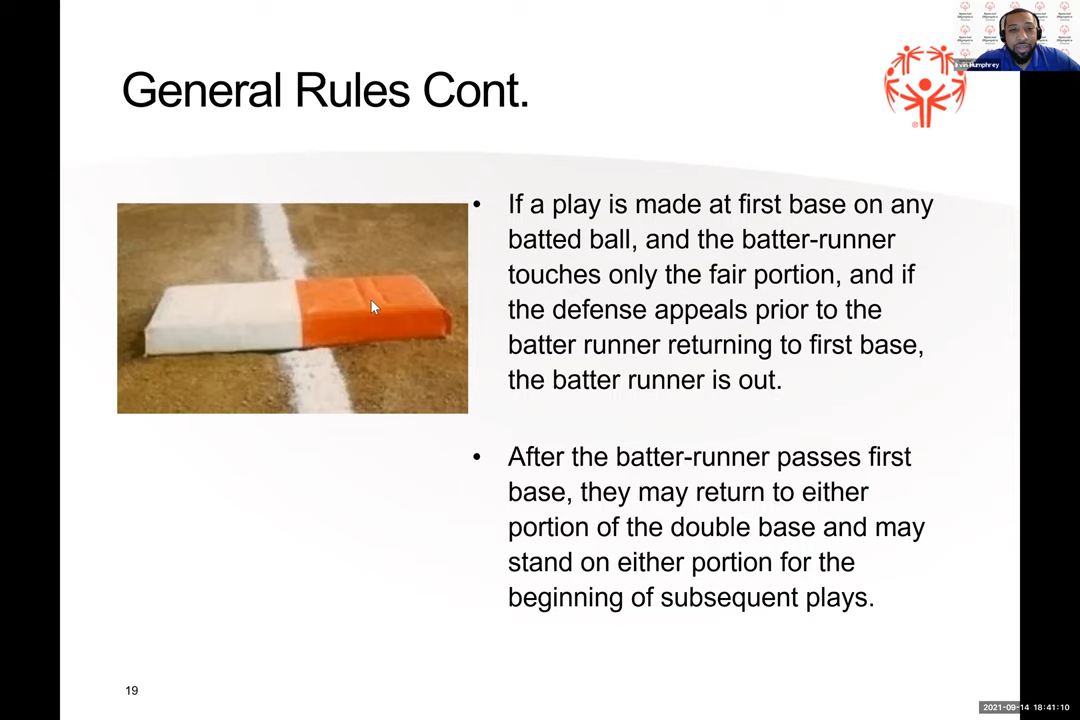 General Rules Cont.
Irvin Humphrey
• If a play is made at first base on any
batted ball, and the batter-runner
touches only the fair portion, and if
the defense appeals prior to the
batter runner returning to first base,
the batter runner is out.
• After the batter-runner passes first
base, they may return to either
portion of the double base and may
stand on either portion for the
beginning of subsequent plays.
19
2021-09-14 18:41:10